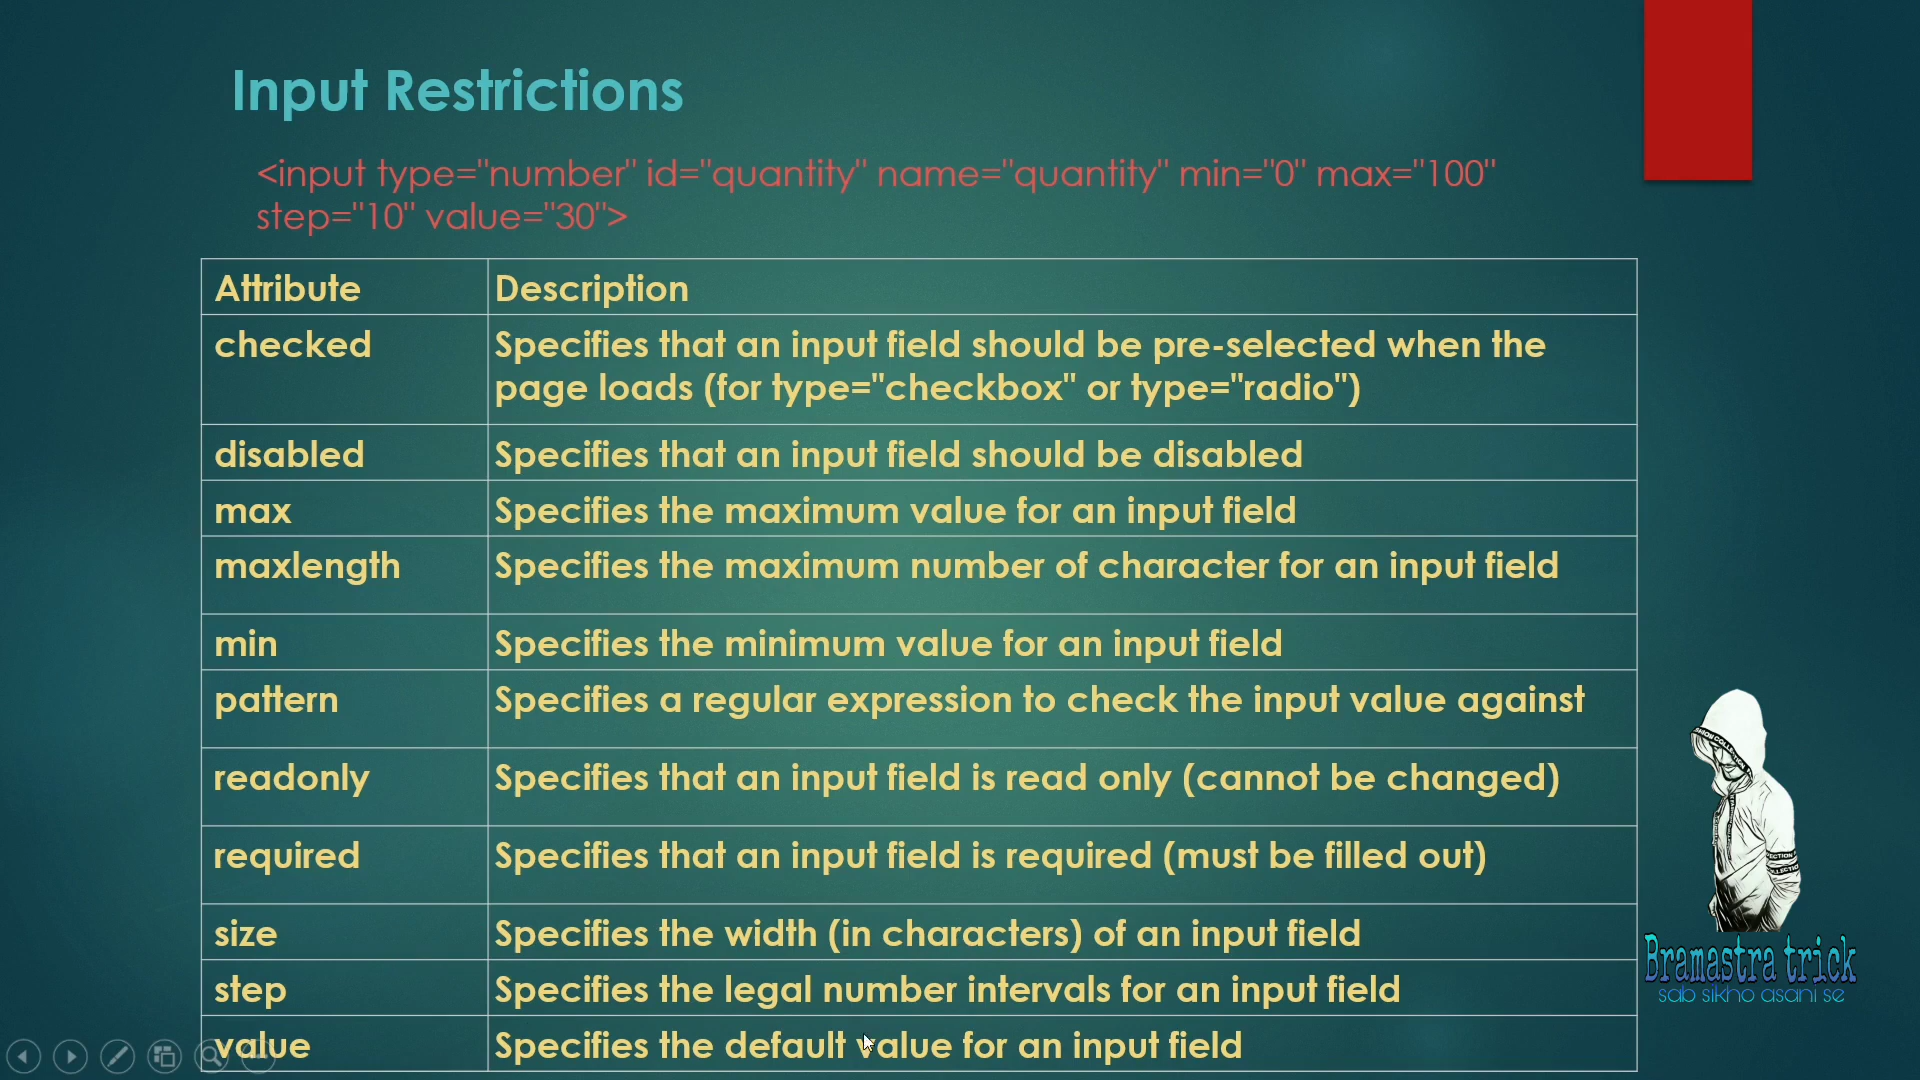 Input Restrictions
<input type="number" id="quantity" name="quantity" min="0" max="100"
step="10" value="30">
Attribute Description
checked Specifies that an input field should be pre-selected when the
page loads (for type="checkbox" or type="radio")
disabled Specifies that an input field should be disabled
max Specifies the maximum value for an input field
maxlength Specifies the maximum number of character for an input field
min Specifies the minimum value for an input field
pattern Specifies a regular expression to check the input value against
readonly Specifies that an input field is read only (cannot be changed)
required Specifies that an input field is required (must be filled out)
size Specifies the width (in characters) of an input field
step Specifies the legal number intervals for an input field
value Specifies the default value for an input field
Bramastra trick
sab sikho asani se